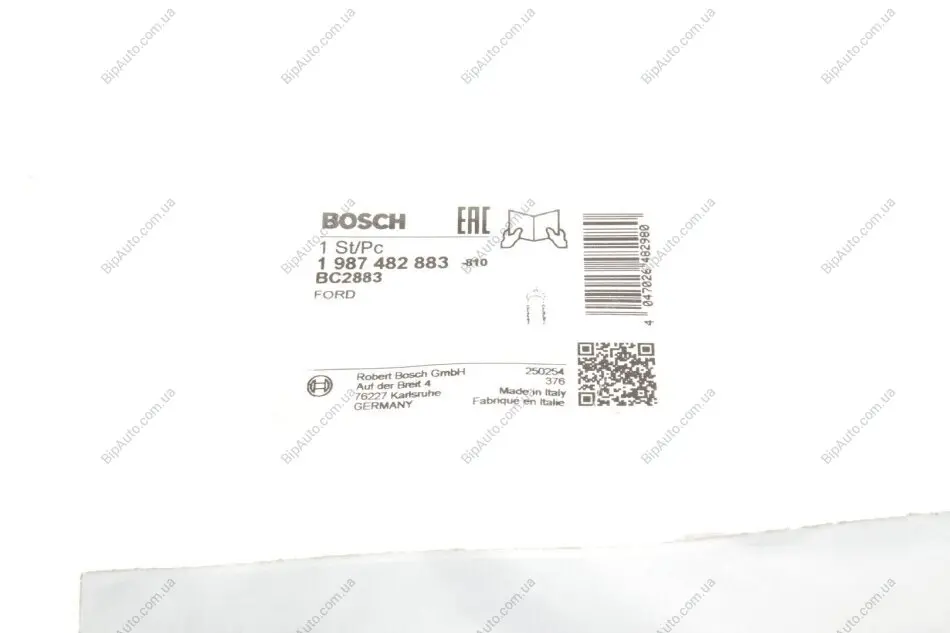 BOSCH
EAC
1 St/Pc
1 987 482 883 -810
BC2883
FORD
4 047026 482980
Robert Bosch GmbH
Auf der Breit 4
76227 Karlsruhe
GERMANY
250254
376
Made in Italy
Fabriqué en Italie
BipAuto.com.ua